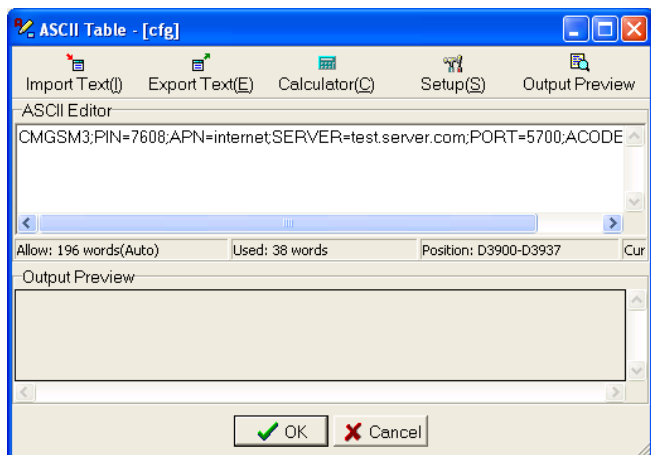 ASCII Table - [cfg]
Import Text(I) Export Text(E) Calculator(C) Setup(S) Output Preview
ASCII Editor
CMGSM3;PIN=7608;APN=internet;SERVER=test.server.com;PORT=5700;ACODE
Allow: 196 words(Auto) Used: 38 words Position: D3900-D3937 Cur
Output Preview
OK Cancel